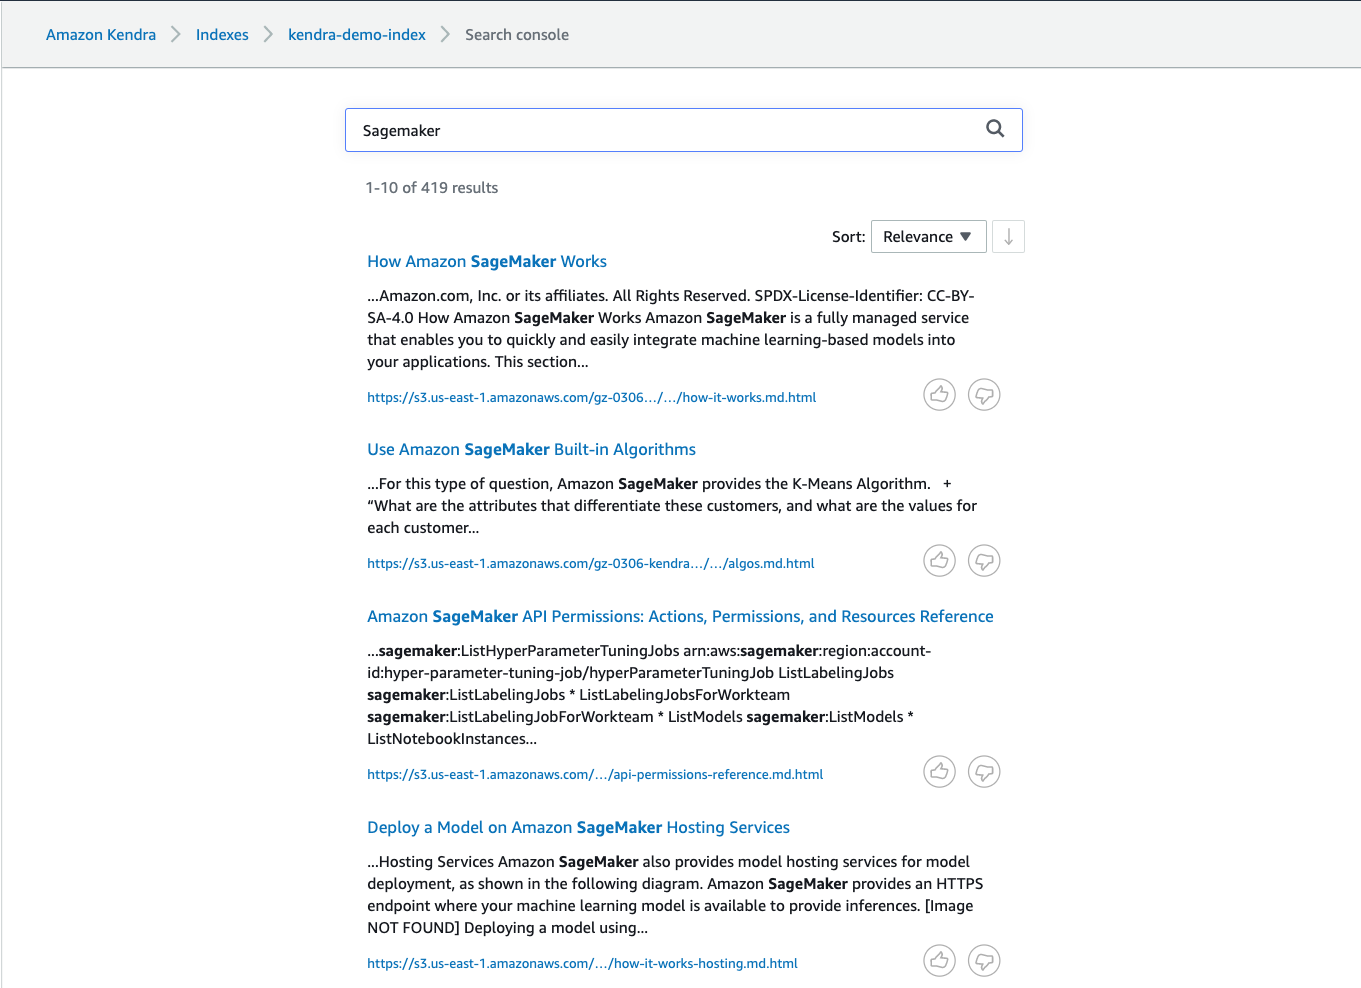 Amazon Kendra > Indexes > kendra-demo-index > Search console
Sagemaker
1-10 of 419 results
Sort: Relevance
How Amazon SageMaker Works
...Amazon.com, Inc. or its affiliates. All Rights Reserved. SPDX-License-Identifier: CC-BY-
SA-4.0 How Amazon SageMaker Works Amazon SageMaker is a fully managed service
that enables you to quickly and easily integrate machine learning-based models into
your applications. This section...
https://s3.us-east-1.amazonaws.com/gz-0306.../.../how-it-works.md.html
Use Amazon SageMaker Built-in Algorithms
...For this type of question, Amazon SageMaker provides the K-Means Algorithm.   +
“What are the attributes that differentiate these customers, and what are the values for
each customer...
https://s3.us-east-1.amazonaws.com/gz-0306-kendra.../.../algos.md.html
Amazon SageMaker API Permissions: Actions, Permissions, and Resources Reference
...sagemaker:ListHyperParameterTuningJobs arn:aws:sagemaker:region:account-
id:hyper-parameter-tuning-job/hyperParameterTuningJob ListLabelingJobs
sagemaker:ListLabelingJobs * ListLabelingJobsForWorkteam
sagemaker:ListLabelingJobForWorkteam * ListModels sagemaker:ListModels *
ListNotebookInstances...
https://s3.us-east-1.amazonaws.com/.../api-permissions-reference.md.html
Deploy a Model on Amazon SageMaker Hosting Services
...Hosting Services Amazon SageMaker also provides model hosting services for model
deployment, as shown in the following diagram. Amazon SageMaker provides an HTTPS
endpoint where your machine learning model is available to provide inferences. [Image
NOT FOUND] Deploying a model using...
https://s3.us-east-1.amazonaws.com/.../how-it-works-hosting.md.html